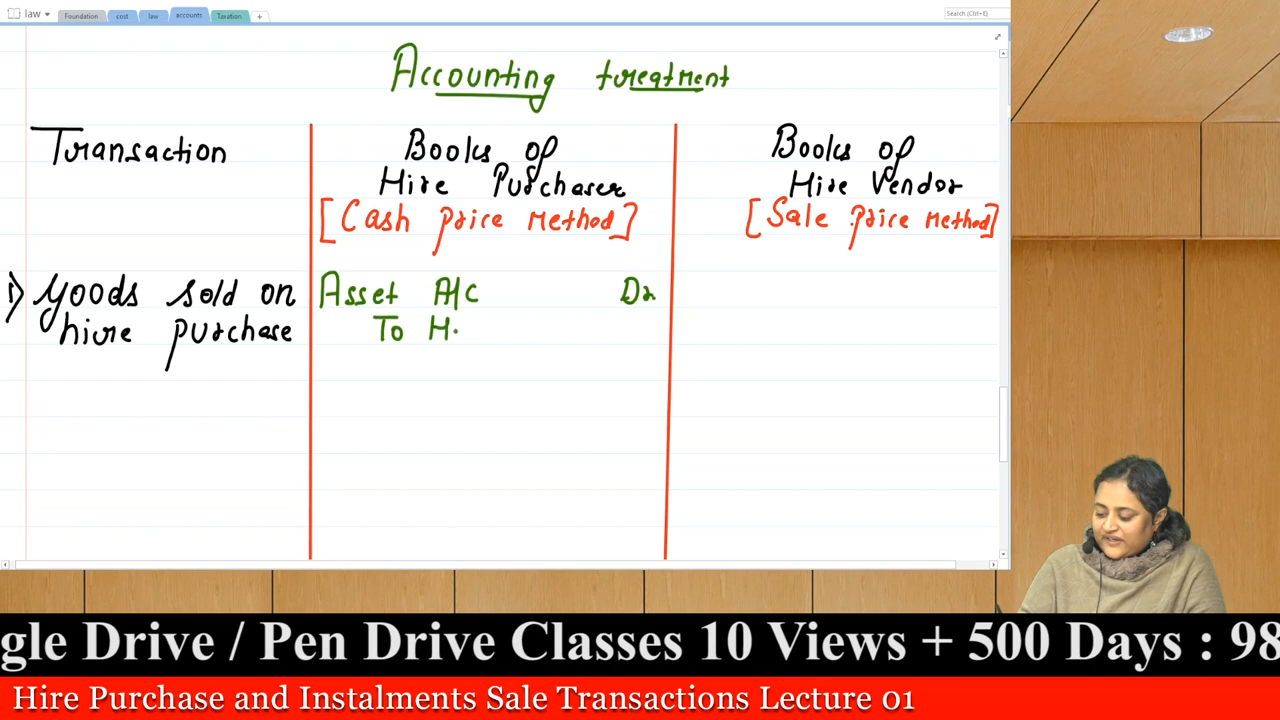 law
Foundation cost law accounts Taxation +
Search (Ctrl+E)
Accounting treatment
Transaction
Books of
Hire Purchaser
[Cash price Method]
Books of
Hire Vendor
[Sale price Method]
1) Goods sold on
hire purchase
Asset A/C Dr
To H.
gle Drive / Pen Drive Classes 10 Views + 500 Days : 98
Hire Purchase and Instalments Sale Transactions Lecture 01